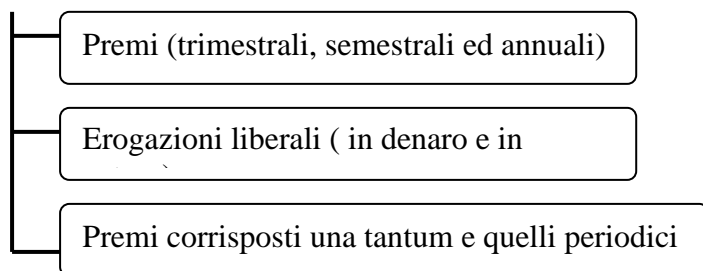 Premi (trimestrali, semestrali ed annuali)
Erogazioni liberali ( in denaro e in
Premi corrisposti una tantum e quelli periodici